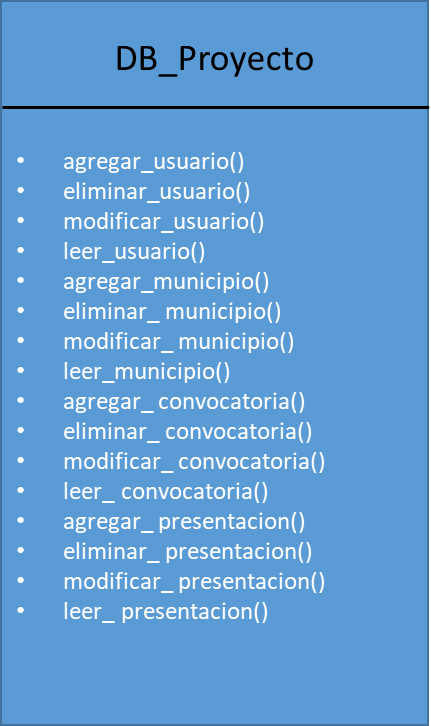 DB_Proyecto
• agregar_usuario()
• eliminar_usuario()
• modificar_usuario()
• leer_usuario()
• agregar_municipio()
• eliminar_ municipio()
• modificar_ municipio()
• leer_municipio()
• agregar_ convocatoria()
• eliminar_ convocatoria()
• modificar_ convocatoria()
• leer_ convocatoria()
• agregar_ presentacion()
• eliminar_ presentacion()
• modificar_ presentacion()
• leer_ presentacion()